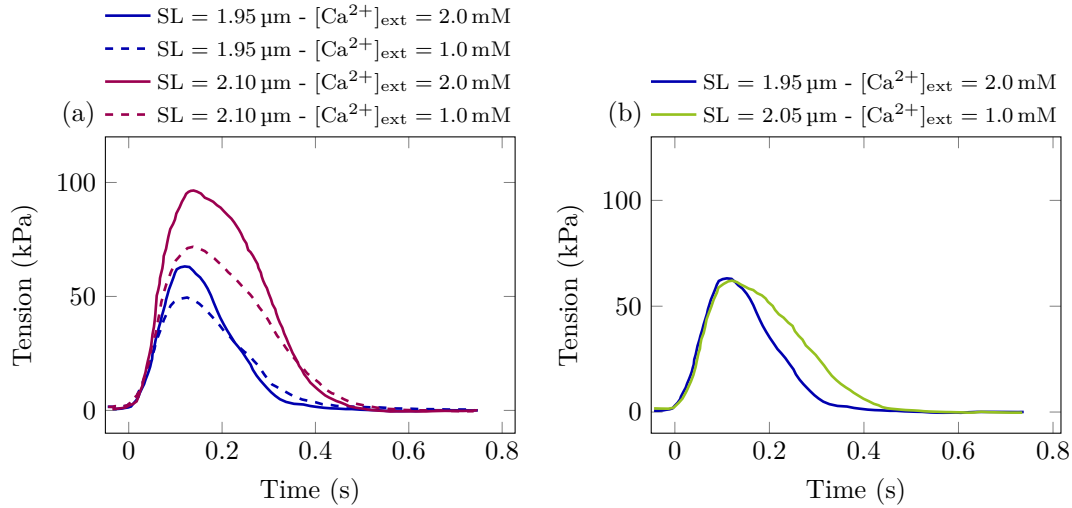 SL = 1.95 µm - [Ca²⁺]ext = 2.0 mM
SL = 1.95 µm - [Ca²⁺]ext = 1.0 mM
SL = 2.10 µm - [Ca²⁺]ext = 2.0 mM
SL = 2.10 µm - [Ca²⁺]ext = 1.0 mM
(a)
100
50
0
Tension (kPa)
0 0.2 0.4 0.6 0.8
Time (s)
SL = 1.95 µm - [Ca²⁺]ext = 2.0 mM
SL = 2.05 µm - [Ca²⁺]ext = 1.0 mM
(b)
100
50
0
Tension (kPa)
0 0.2 0.4 0.6 0.8
Time (s)